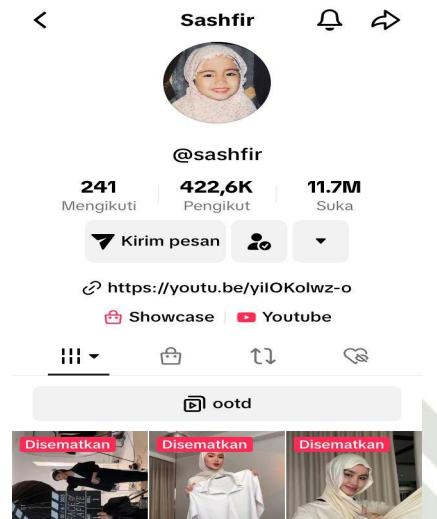 Sashfir
@sashfir
241 422,6K 11.7M
Mengikuti Pengikut Suka
Kirim pesan
https://youtu.be/yilOKolwz-o
Showcase Youtube
ootd
Disematkan Disematkan Disematkan